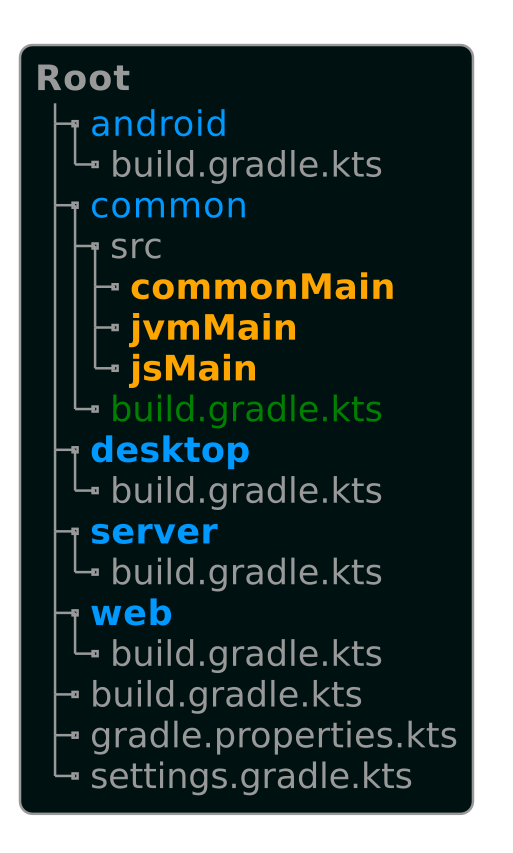 Root
android
build.gradle.kts
common
src
commonMain
jvmMain
jsMain
build.gradle.kts
desktop
build.gradle.kts
server
build.gradle.kts
web
build.gradle.kts
build.gradle.kts
gradle.properties.kts
settings.gradle.kts